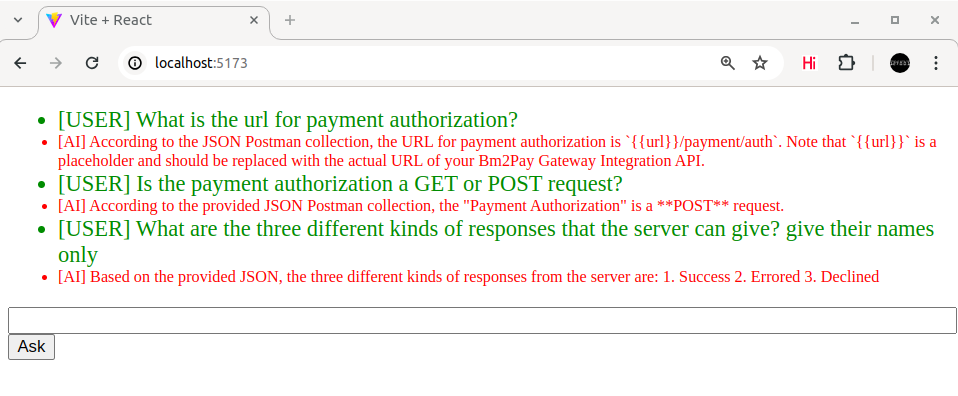 Vite + React
localhost:5173
Hi
[USER] What is the url for payment authorization?
[AI] According to the JSON Postman collection, the URL for payment authorization is `{{url}}/payment/auth`. Note that `{{url}}` is a
placeholder and should be replaced with the actual URL of your Bm2Pay Gateway Integration API.
[USER] Is the payment authorization a GET or POST request?
[AI] According to the provided JSON Postman collection, the "Payment Authorization" is a **POST** request.
[USER] What are the three different kinds of responses that the server can give? give their names
only
[AI] Based on the provided JSON, the three different kinds of responses from the server are: 1. Success 2. Errored 3. Declined
Ask